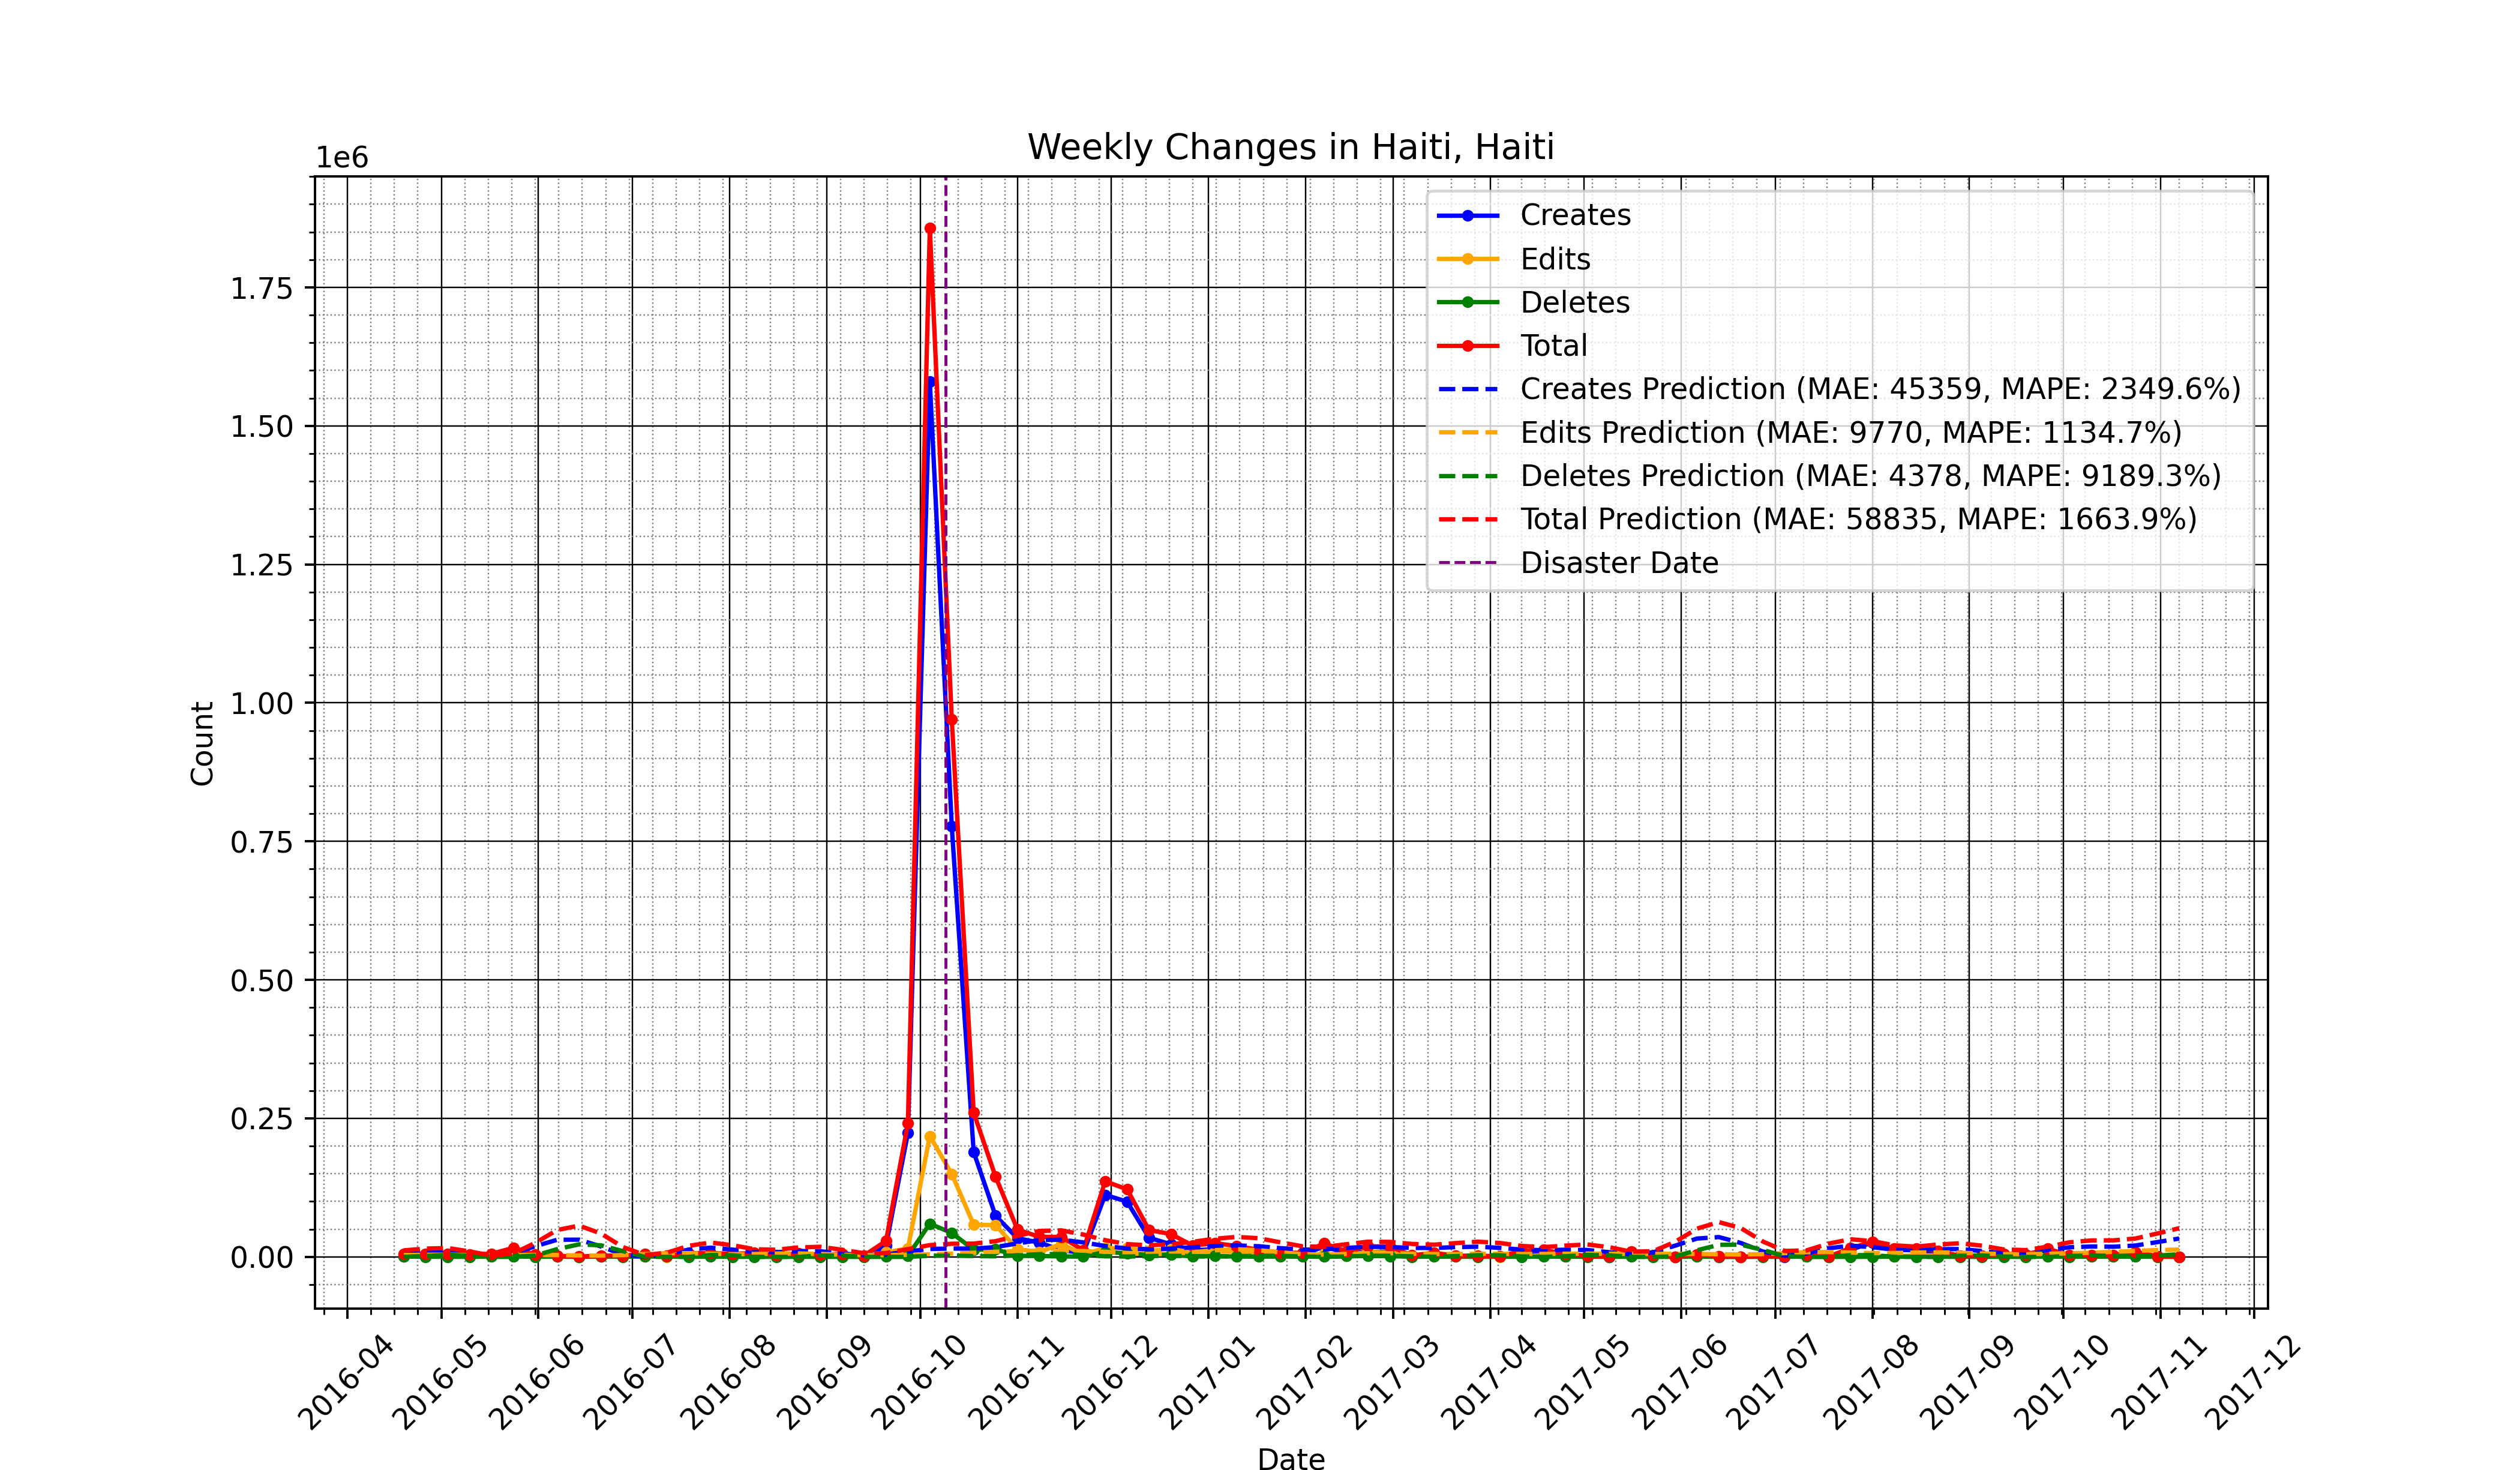 Weekly Changes in Haiti, Haiti
1e6
Creates
Edits
Deletes
Total
Creates Prediction (MAE: 45359, MAPE: 2349.6%)
Edits Prediction (MAE: 9770, MAPE: 1134.7%)
Deletes Prediction (MAE: 4378, MAPE: 9189.3%)
Total Prediction (MAE: 58835, MAPE: 1663.9%)
Disaster Date
1.75
1.50
1.25
1.00
0.75
0.50
0.25
0.00
Count
2016-04
2016-05
2016-06
2016-07
2016-08
2016-09
2016-10
2016-11
2016-12
2017-01
2017-02
2017-03
2017-04
2017-05
2017-06
2017-07
2017-08
2017-09
2017-10
2017-11
2017-12
Date